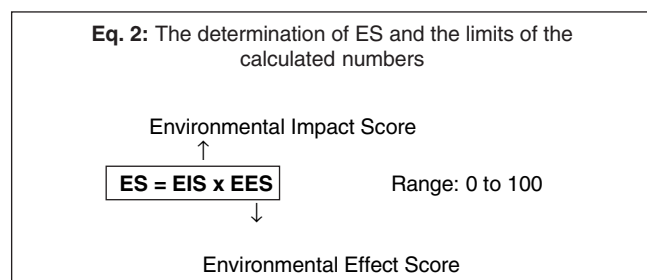 Eq. 2: The determination of ES and the limits of the
calculated numbers
Environmental Impact Score
↑
ES = EIS x EES Range: 0 to 100
↓
Environmental Effect Score